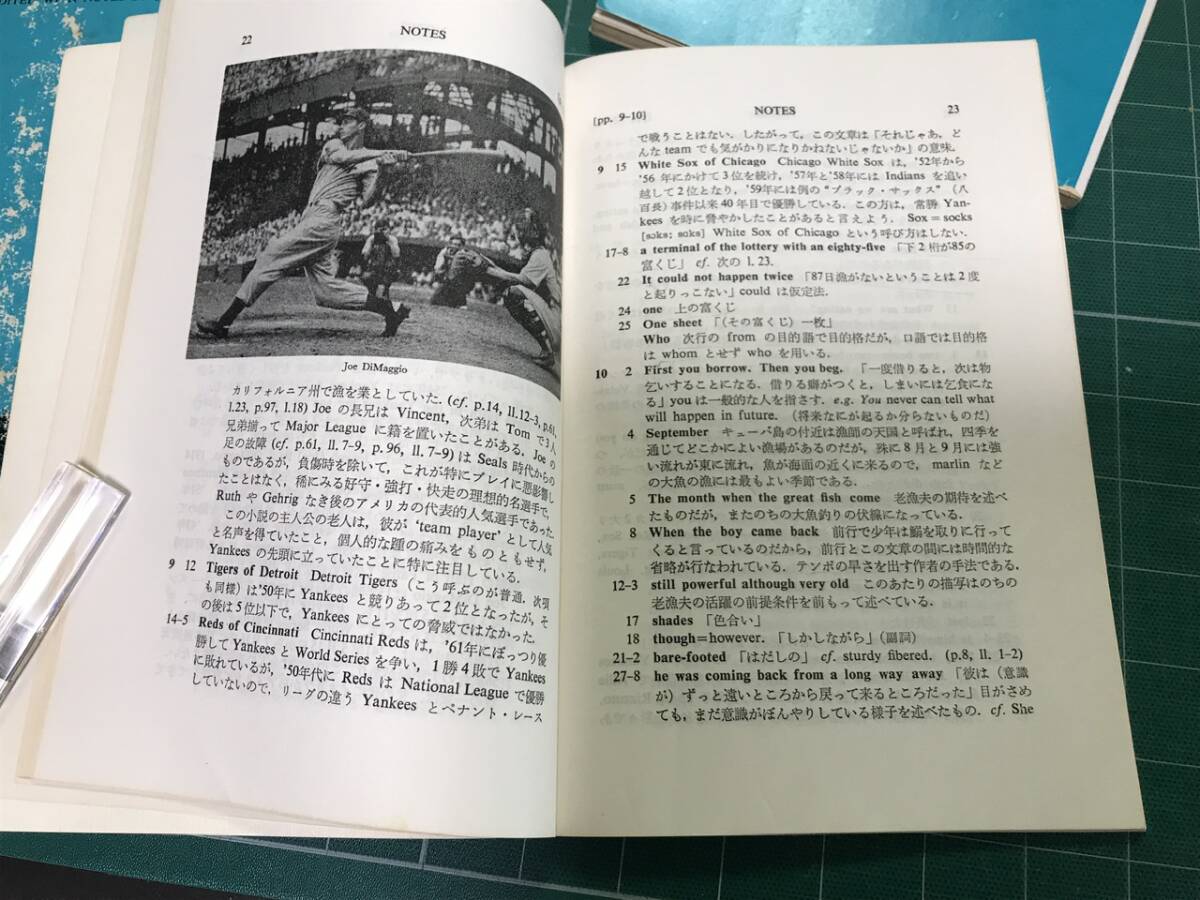 22 NOTES
Joe DiMaggio
カリフォルニア州で漁を業としていた. (cf. p.14, ll.12–3, p.61,
l.23, p.97, l.18) Joe の長兄は Vincent, 次弟は Tom で3人
兄弟揃って Major League に籍を置いたことがある. Joe の
足の故障 (cf. p.61, ll.7–9, p.96, ll.7–9) は Seals 時代からの
ものであるが, 負傷時を除いて, これが特にプレイに悪影響し
たことはなく, 稀にみる好守・強打・快走の理想的名選手で,
Ruth や Gehrig なき後のアメリカの代表的人気選手であった.
この小説の主人公の老人は, 彼が 'team player' として人気
と名声を得ていたこと, 個人的な踵の痛みをものともせず,
Yankees の先頭に立っていたことに特に注目している.
9 12 Tigers of Detroit Detroit Tigers (こう呼ぶのが普通. 次項
も同様) は '50年に Yankees と競りあって2位となったが, そ
の後は5位以下で, Yankees にとっての脅威ではなかった.
14–5 Reds of Cincinnati Cincinnati Reds は, '61年にぽっつり優
勝して Yankees と World Series を争い, 1勝4敗で Yankees
に敗れているが, '50年代に Reds は National League で優勝
していないので, リーグの違う Yankees とペナント・レース
[pp. 9–10] NOTES 23
で戦うことはない. したがって, この文章は「それじゃあ, ど
んな team でも気がかりになりかねないじゃないか」の意味.
9 15 White Sox of Chicago Chicago White Sox は, '52年から
'56 年にかけて3位を続け, '57年と'58年には Indians を追い
越して2位となり, '59年には例の“ブラック・サックス” (八
百長) 事件以来40年目で優勝している. この方は, 常勝 Yan-
kees を時に脅やかしたことがあると言えよう. Sox=socks
[sɔks; sɑks] White Sox of Chicago という呼び方はしない.
17–8 a terminal of the lottery with an eighty-five 「下2桁が85の
富くじ」 cf. 次の l. 23.
22 It could not happen twice 「87日漁がないということは2度
と起りっこない」could は仮定法.
24 one 上の富くじ
25 One sheet 「(その富くじ) 一枚」
Who 次行の from の目的語で目的格だが, 口語では目的格
は whom とせず who を用いる.
10 2 First you borrow. Then you beg. 「一度借りると, 次は物
乞いすることになる. 借りる癖がつくと, しまいには乞食にな
る」you は一般的な人を指さす. e.g. You never can tell what
will happen in future. (将来なにが起るか分らないものだ)
4 September キューバ島の付近は漁師の天国と呼ばれ, 四季を
通じてどこかによい漁場があるのだが, 殊に8月と9月には強
い流れが東に流れ, 魚が海面の近くに来るので, marlin など
の大魚の漁には最もよい季節である.
5 The month when the great fish come 老漁夫の期待を述べ
たものだが, またのちの大魚釣りの伏線になっている.
8 When the boy came back 前行で少年は鰯を取りに行って
くると言っているのだから, 前行とこの文章の間には時間的な
省略が行なわれている. テンポの早さを出す作者の手法である.
12–3 still powerful although very old このあたりの描写はのちの
老漁夫の活躍の前提条件を前もって述べている.
17 shades 「色合い」
18 though=however. 「しかしながら」(副詞)
21–2 bare-footed 「はだしの」 cf. sturdy fibered. (p.8, ll. 1–2)
27–8 he was coming back from a long way away 「彼は (意識
が) ずっと遠いところから戻って来るところだった」目がさめ
ても, まだ意識がぼんやりしている様子を述べたもの. cf. She